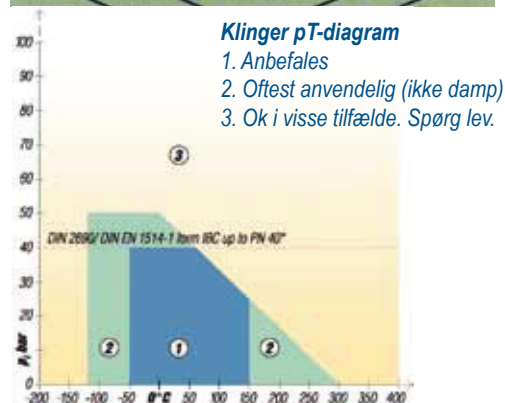 Klinger pT-diagram
1. Anbefales
2. Oftest anvendelig (ikke damp)
3. Ok i visse tilfælde. Spørg lev.
100
90
80
70
3
60
50
DIN 2690/ DIN EN 1514-1 form IBC up to PN 40*
40
30
20
p, bar
2 1 2
0
-200 -150 -100 -50 0°C 50 100 150 200 250 300 350 400